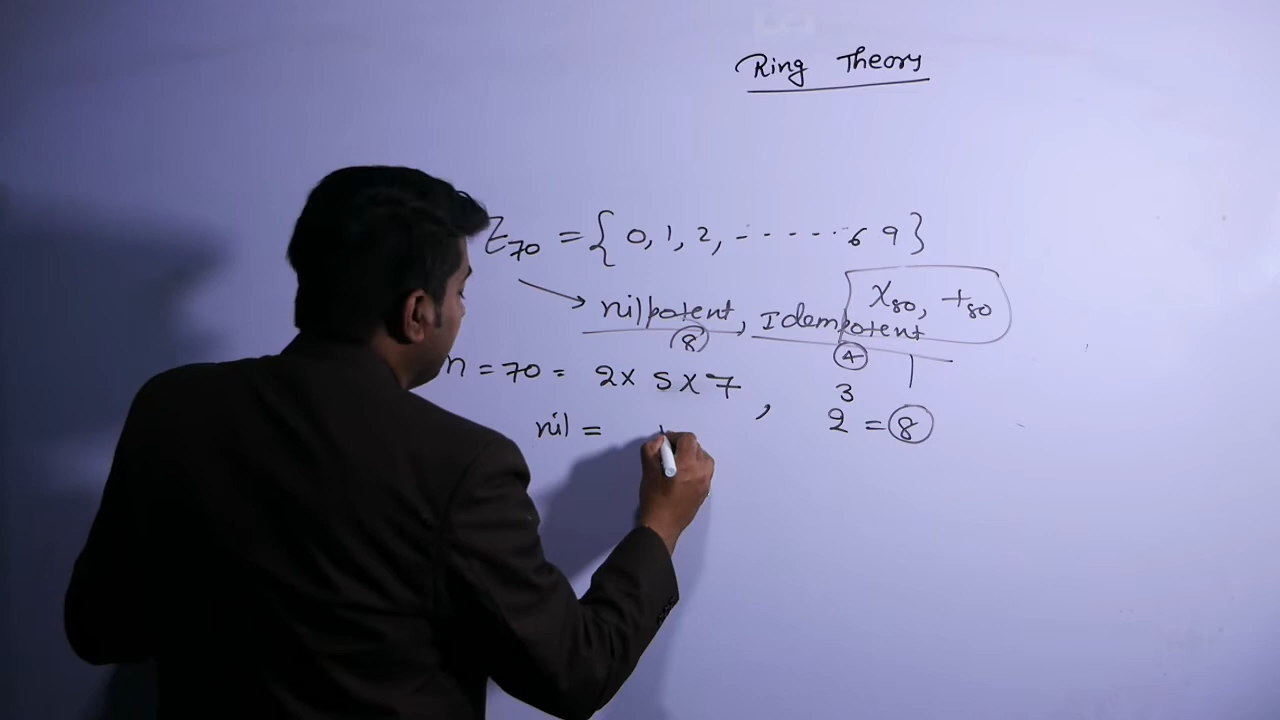 Ring Theory
Z70 = {0, 1, 2, ------- 69}
X80, +80
nilpotent, Idempotent
8 4
n = 70 = 2 x 5 x 7 , 2^3 = 8
nil =